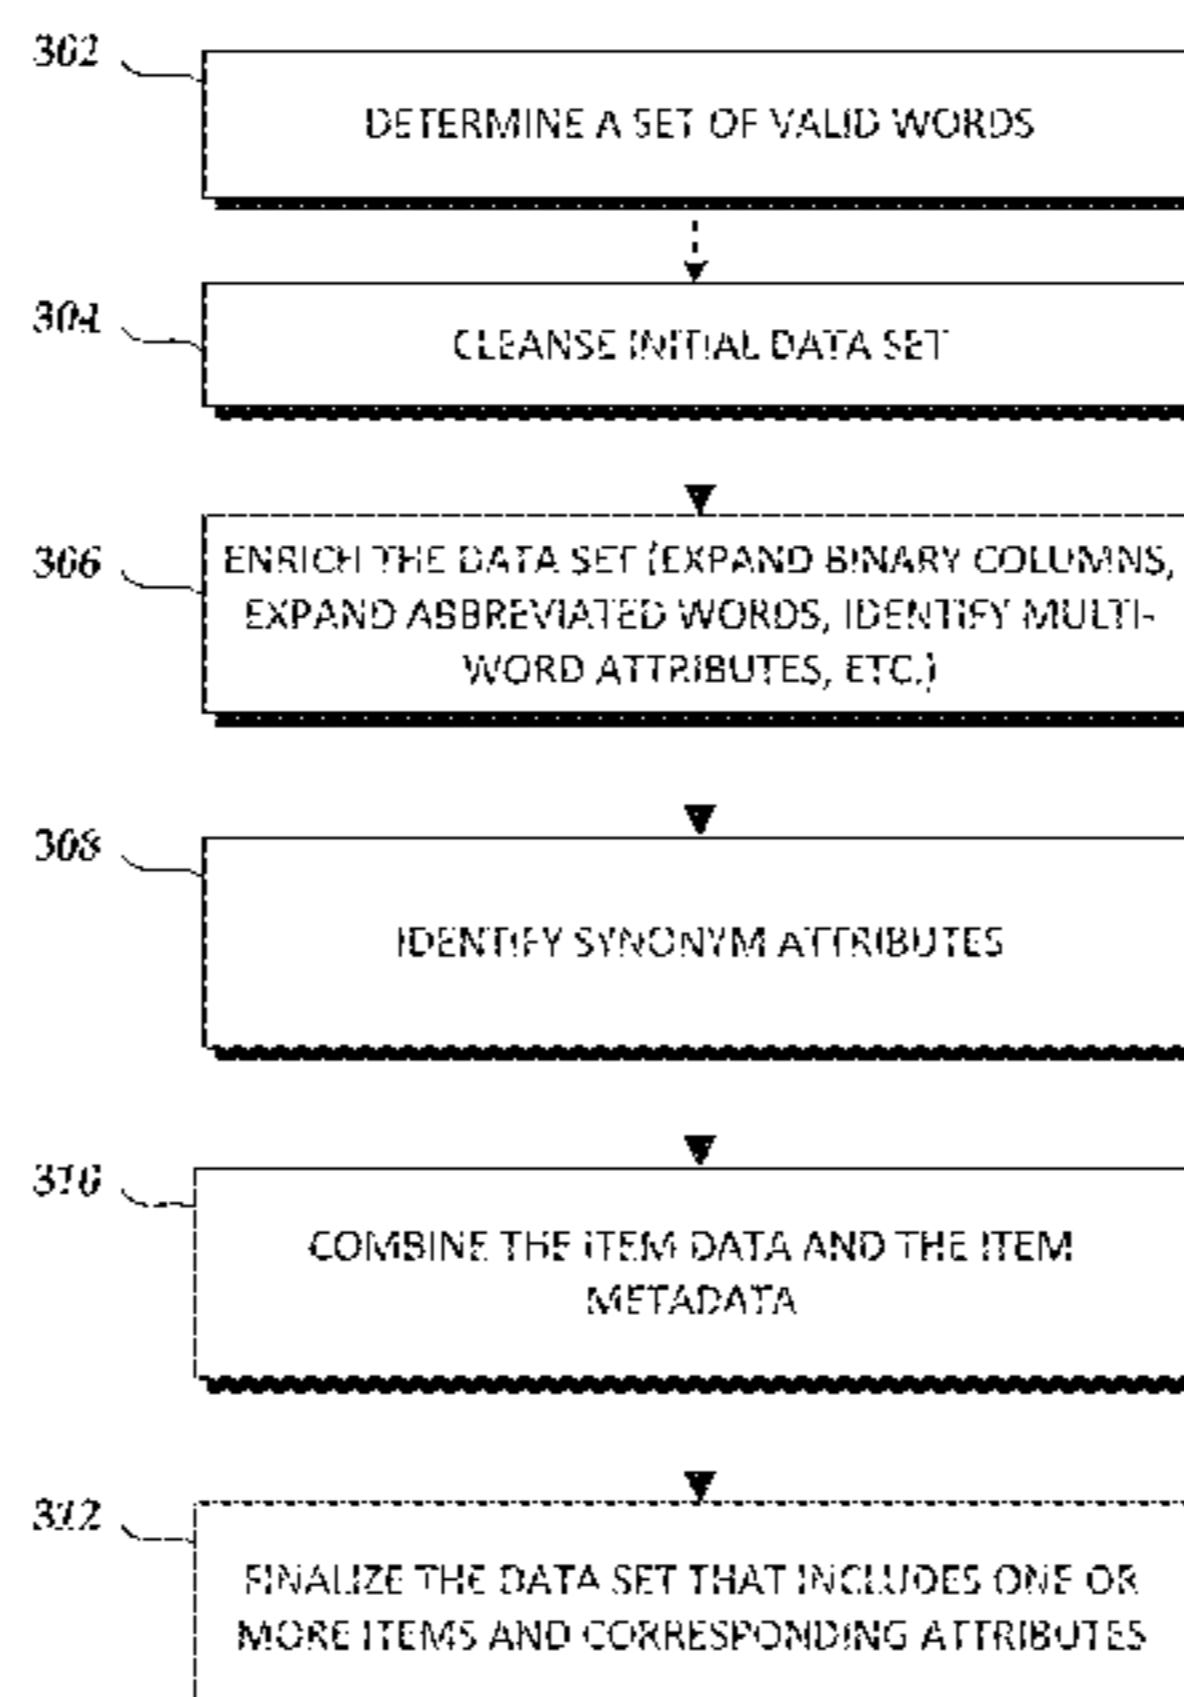 302
DETERMINE A SET OF VALID WORDS
304
CLEANSE INITIAL DATA SET
306
ENRICH THE DATA SET (EXPAND BINARY COLUMNS,
EXPAND ABBREVIATED WORDS, IDENTIFY MULTI-
WORD ATTRIBUTES, ETC.)
308
IDENTIFY SYNONYM ATTRIBUTES
310
COMBINE THE ITEM DATA AND THE ITEM
METADATA
312
FINALIZE THE DATA SET THAT INCLUDES ONE OR
MORE ITEMS AND CORRESPONDING ATTRIBUTES